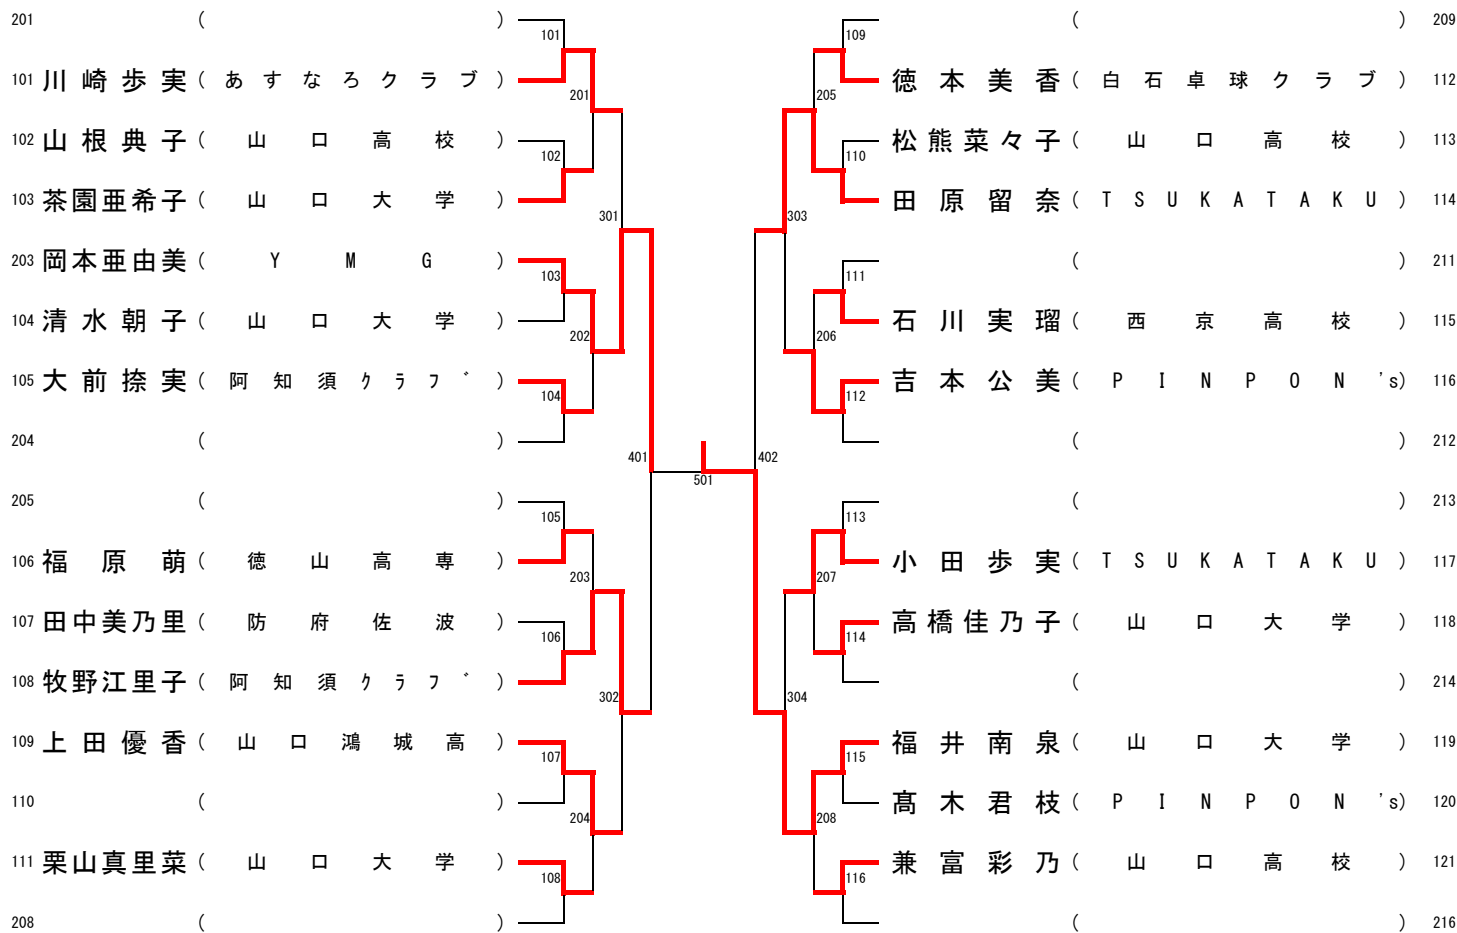 201 ( ) ( ) 209
101 109
101 川崎歩実 ( あすなろクラブ ) 徳本美香 ( 白石卓球クラブ ) 112
201 205
102 山根典子 ( 山口高校 ) 松熊菜々子 ( 山口高校 ) 113
102 110
103 茶園亜希子 ( 山口大学 ) 田原留奈 ( TSUKATAKU ) 114
301 303
203 岡本亜由美 ( YMG ) ( ) 211
103 111
104 清水朝子 ( 山口大学 ) 石川実瑠 ( 西京高校 ) 115
202 206
105 大前捺実 ( 阿知須ｸﾗﾌﾞ ) 吉本公美 ( PINPON's) 116
104 112
204 ( ) ( ) 212
401 402
501
205 ( ) ( ) 213
105 113
106 福原萌 ( 徳山高専 ) 小田歩実 ( TSUKATAKU ) 117
203 207
107 田中美乃里 ( 防府佐波 ) 高橋佳乃子 ( 山口大学 ) 118
106 114
108 牧野江里子 ( 阿知須ｸﾗﾌﾞ ) ( ) 214
302 304
109 上田優香 ( 山口鴻城高 ) 福井南泉 ( 山口大学 ) 119
107 115
110 ( ) 髙木君枝 ( PINPON's) 120
204 208
111 栗山真里菜 ( 山口大学 ) 兼富彩乃 ( 山口高校 ) 121
108 116
208 ( ) ( ) 216